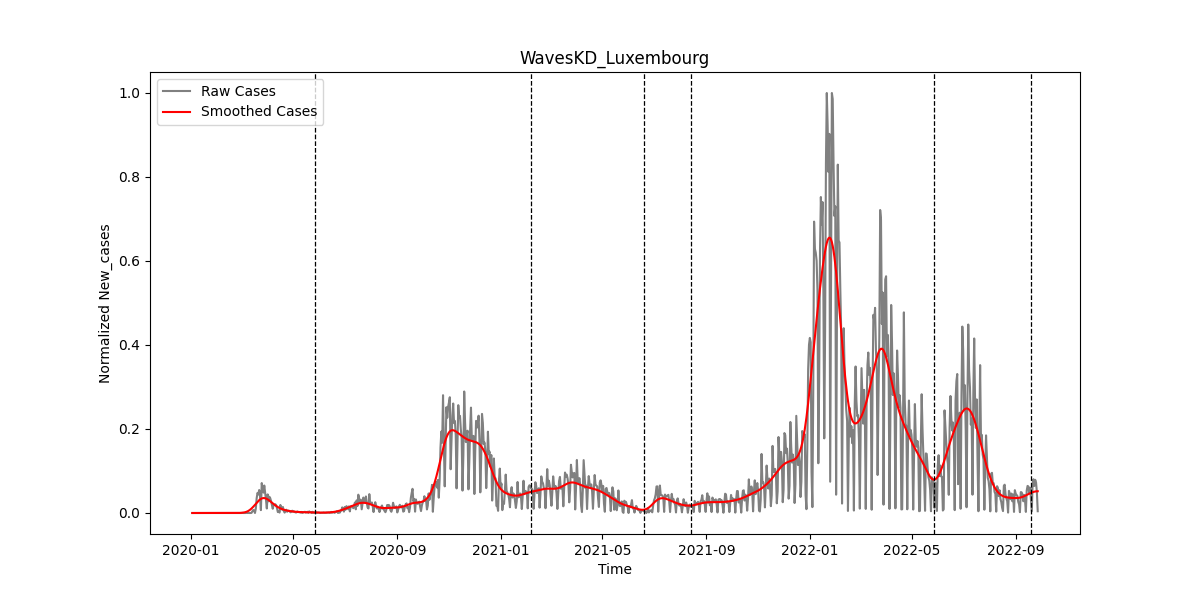 WavesKD_Luxembourg
Raw Cases
Smoothed Cases
Normalized New_cases
1.0
0.8
0.6
0.4
0.2
0.0
2020-01 2020-05 2020-09 2021-01 2021-05 2021-09 2022-01 2022-05 2022-09
Time